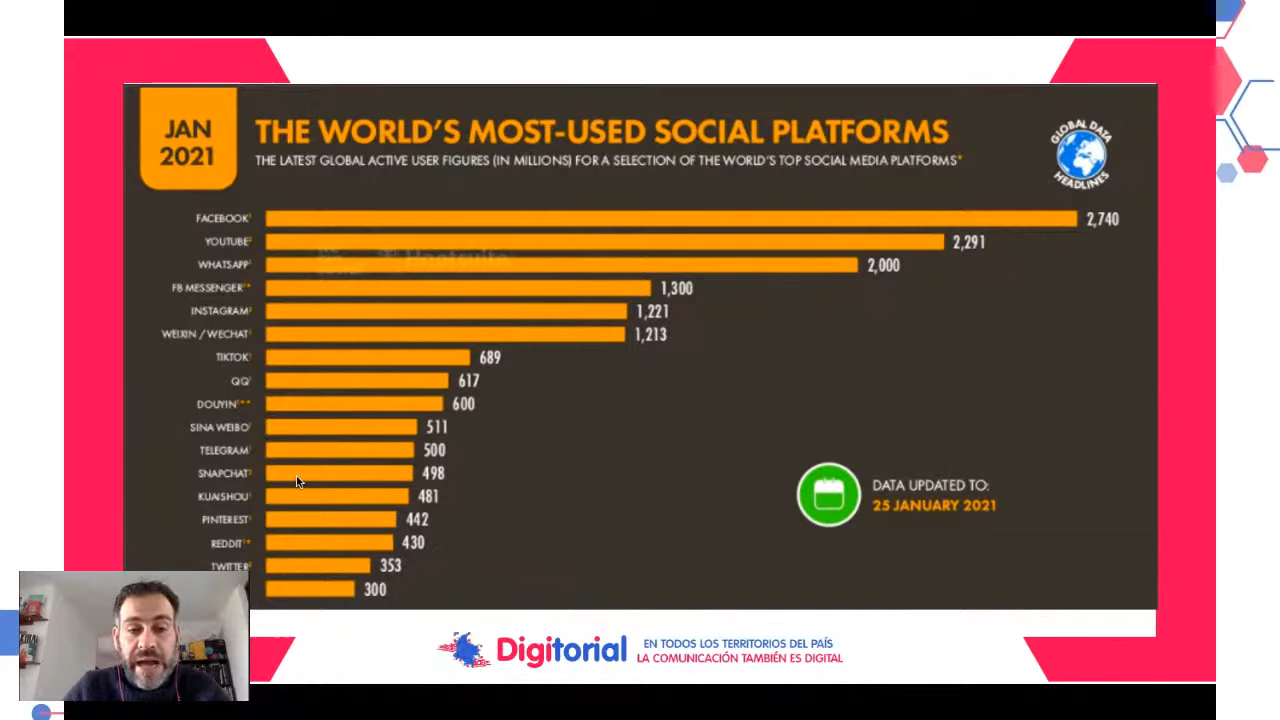 JAN
2021
THE WORLD'S MOST-USED SOCIAL PLATFORMS
THE LATEST GLOBAL ACTIVE USER FIGURES (IN MILLIONS) FOR A SELECTION OF THE WORLD'S TOP SOCIAL MEDIA PLATFORMS*
GLOBAL DATA
HEADLINES
FACEBOOK 2,740
YOUTUBE 2,291
WHATSAPP 2,000
FB MESSENGER 1,300
INSTAGRAM 1,221
WEIXIN / WECHAT 1,213
TIKTOK 689
QQ 617
DOUYIN 600
SINA WEIBO 511
TELEGRAM 500
SNAPCHAT 498
KUAISHOU 481
PINTEREST 442
REDDIT 430
TWITTER 353
300
DATA UPDATED TO:
25 JANUARY 2021
Digitorial
EN TODOS LOS TERRITORIOS DEL PAÍS
LA COMUNICACIÓN TAMBIÉN ES DIGITAL